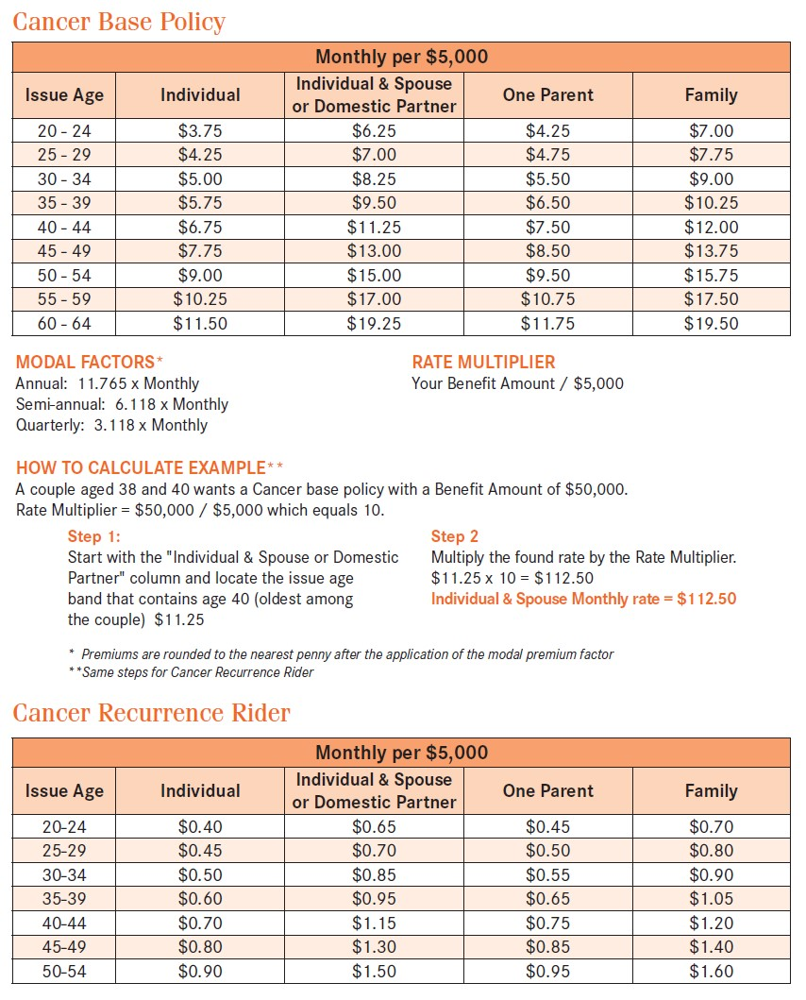 Cancer Base Policy
Monthly per $5,000
Issue Age Individual Individual & Spouse or Domestic Partner One Parent Family
20 - 24 $3.75 $6.25 $4.25 $7.00
25 - 29 $4.25 $7.00 $4.75 $7.75
30 - 34 $5.00 $8.25 $5.50 $9.00
35 - 39 $5.75 $9.50 $6.50 $10.25
40 - 44 $6.75 $11.25 $7.50 $12.00
45 - 49 $7.75 $13.00 $8.50 $13.75
50 - 54 $9.00 $15.00 $9.50 $15.75
55 - 59 $10.25 $17.00 $10.75 $17.50
60 - 64 $11.50 $19.25 $11.75 $19.50
MODAL FACTORS*
Annual: 11.765 x Monthly
Semi-annual: 6.118 x Monthly
Quarterly: 3.118 x Monthly
RATE MULTIPLIER
Your Benefit Amount / $5,000
HOW TO CALCULATE EXAMPLE**
A couple aged 38 and 40 wants a Cancer base policy with a Benefit Amount of $50,000.
Rate Multiplier = $50,000 / $5,000 which equals 10.
Step 1:
Start with the "Individual & Spouse or Domestic
Partner" column and locate the issue age
band that contains age 40 (oldest among
the couple) $11.25
Step 2
Multiply the found rate by the Rate Multiplier.
$11.25 x 10 = $112.50
Individual & Spouse Monthly rate = $112.50
* Premiums are rounded to the nearest penny after the application of the modal premium factor
**Same steps for Cancer Recurrence Rider
Cancer Recurrence Rider
Monthly per $5,000
Issue Age Individual Individual & Spouse or Domestic Partner One Parent Family
20-24 $0.40 $0.65 $0.45 $0.70
25-29 $0.45 $0.70 $0.50 $0.80
30-34 $0.50 $0.85 $0.55 $0.90
35-39 $0.60 $0.95 $0.65 $1.05
40-44 $0.70 $1.15 $0.75 $1.20
45-49 $0.80 $1.30 $0.85 $1.40
50-54 $0.90 $1.50 $0.95 $1.60